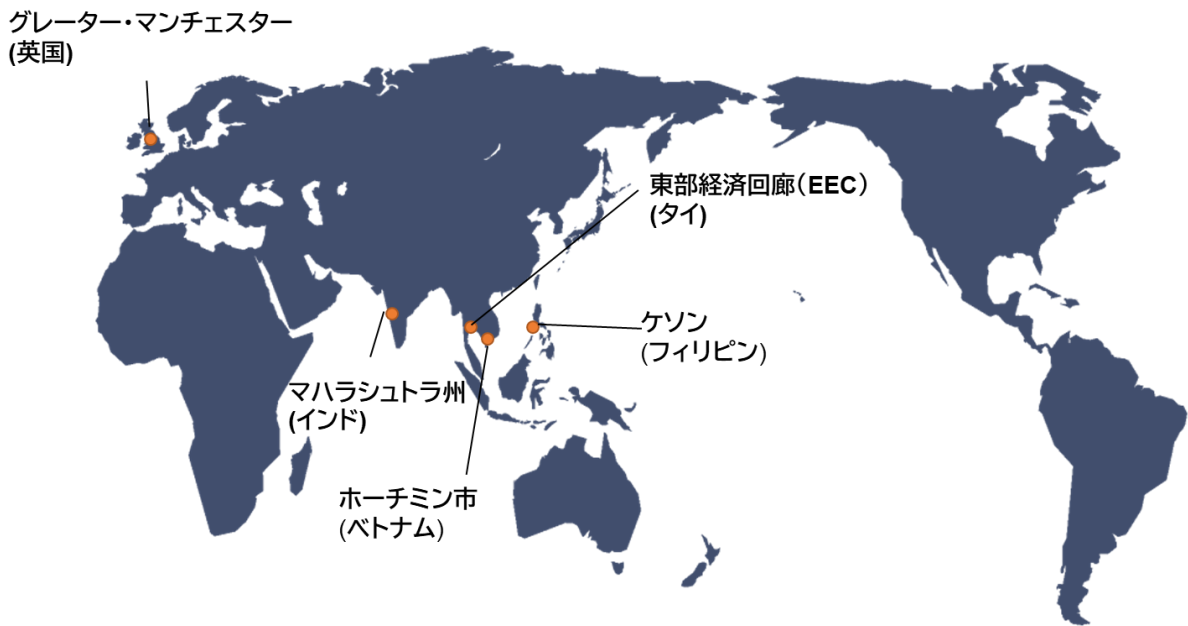 グレーター・マンチェスター
(英国)
東部経済回廊（EEC）
(タイ)
ケソン
(フィリピン)
マハラシュトラ州
(インド)
ホーチミン市
(ベトナム)